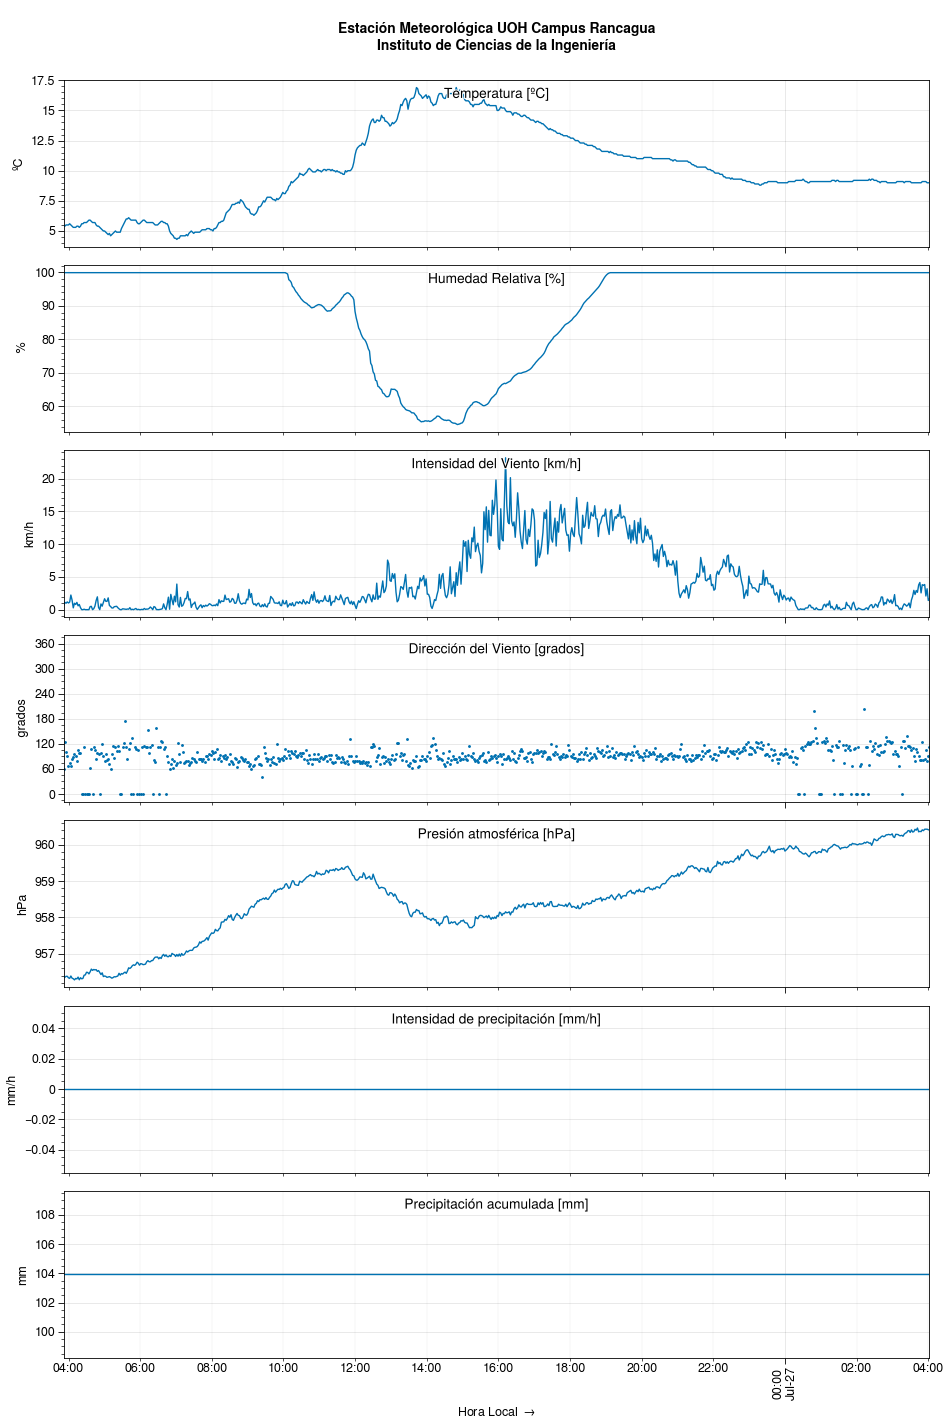 Estación Meteorológica UOH Campus Rancagua
Instituto de Ciencias de la Ingeniería
Temperatura [ºC]
ºC
17.5
15
12.5
10
7.5
5
Humedad Relativa [%]
%
100
90
80
70
60
Intensidad del Viento [km/h]
km/h
20
15
10
5
0
Dirección del Viento [grados]
grados
360
300
240
180
120
60
0
Presión atmosférica [hPa]
hPa
960
959
958
957
Intensidad de precipitación [mm/h]
mm/h
0.04
0.02
0
−0.02
−0.04
Precipitación acumulada [mm]
mm
108
106
104
102
100
04:00 06:00 08:00 10:00 12:00 14:00 16:00 18:00 20:00 22:00 00:00 02:00 04:00
Jul-27
Hora Local →